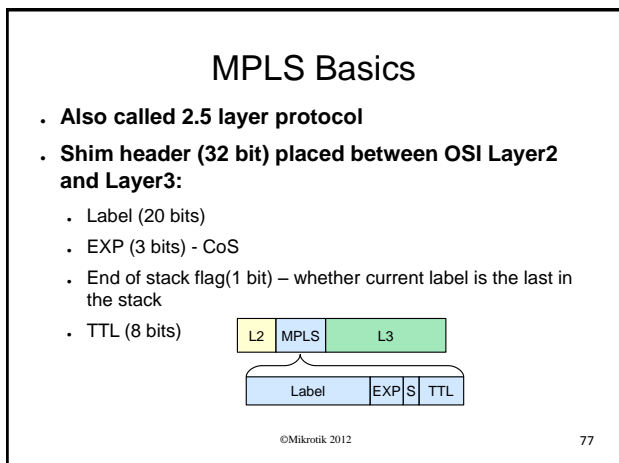 MPLS Basics
. Also called 2.5 layer protocol
. Shim header (32 bit) placed between OSI Layer2
and Layer3:
. Label (20 bits)
. EXP (3 bits) - CoS
. End of stack flag(1 bit) – whether current label is the last in
the stack
. TTL (8 bits)
L2 MPLS L3
Label EXP S TTL
©Mikrotik 2012 77